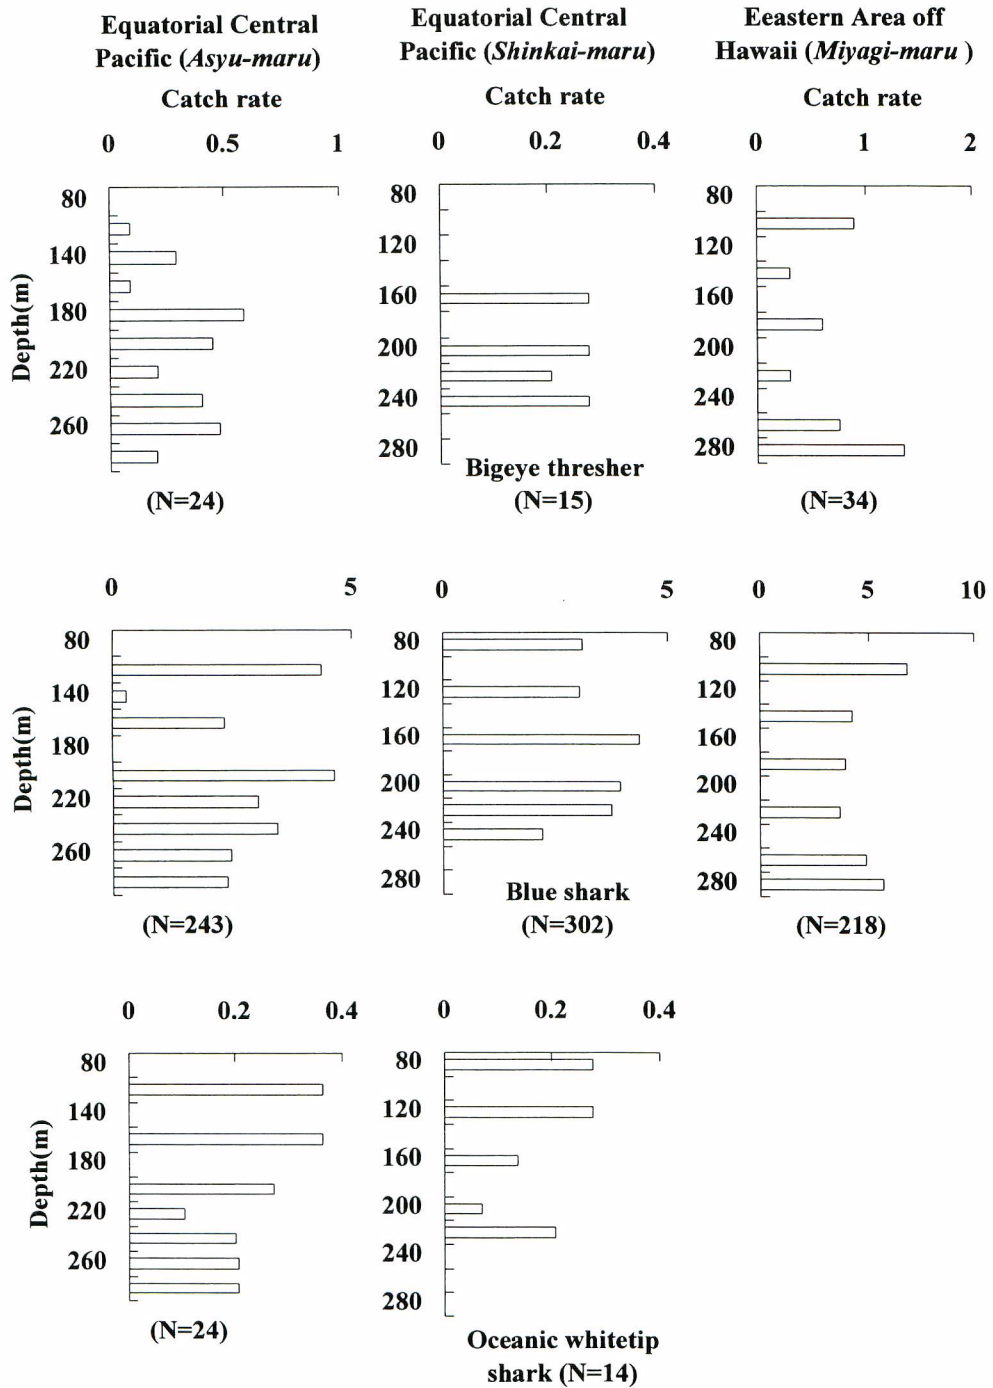 Equatorial Central
Pacific (Asyu-maru)
Catch rate
0 0.5 1
Depth(m)
80
140
180
220
260
(N=24)
Equatorial Central
Pacific (Shinkai-maru)
Catch rate
0 0.2 0.4
80
120
160
200
240
280
Bigeye thresher
(N=15)
Eeastern Area off
Hawaii (Miyagi-maru )
Catch rate
0 1 2
80
120
160
200
240
280
(N=34)
0 5
Depth(m)
80
140
180
220
260
(N=243)
0 5
80
120
160
200
240
280
Blue shark
(N=302)
0 5 10
80
120
160
200
240
280
(N=218)
0 0.2 0.4
Depth(m)
80
140
180
220
260
(N=24)
0 0.2 0.4
80
120
160
200
240
280
Oceanic whitetip
shark (N=14)